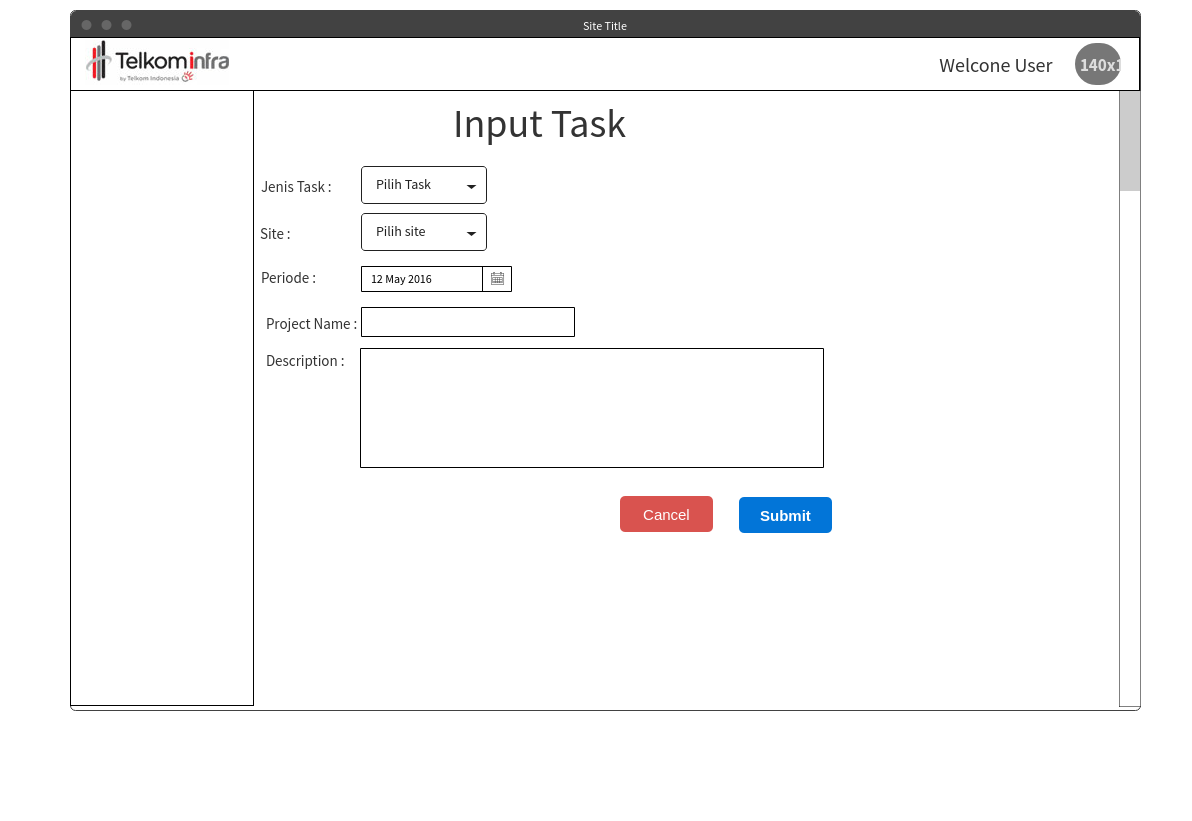 Site Title
Telkominfra
by Telkom Indonesia
Welcone User
140x1
Input Task
Jenis Task :
Pilih Task
Site :
Pilih site
Periode :
12 May 2016
Project Name :
Description :
Cancel
Submit